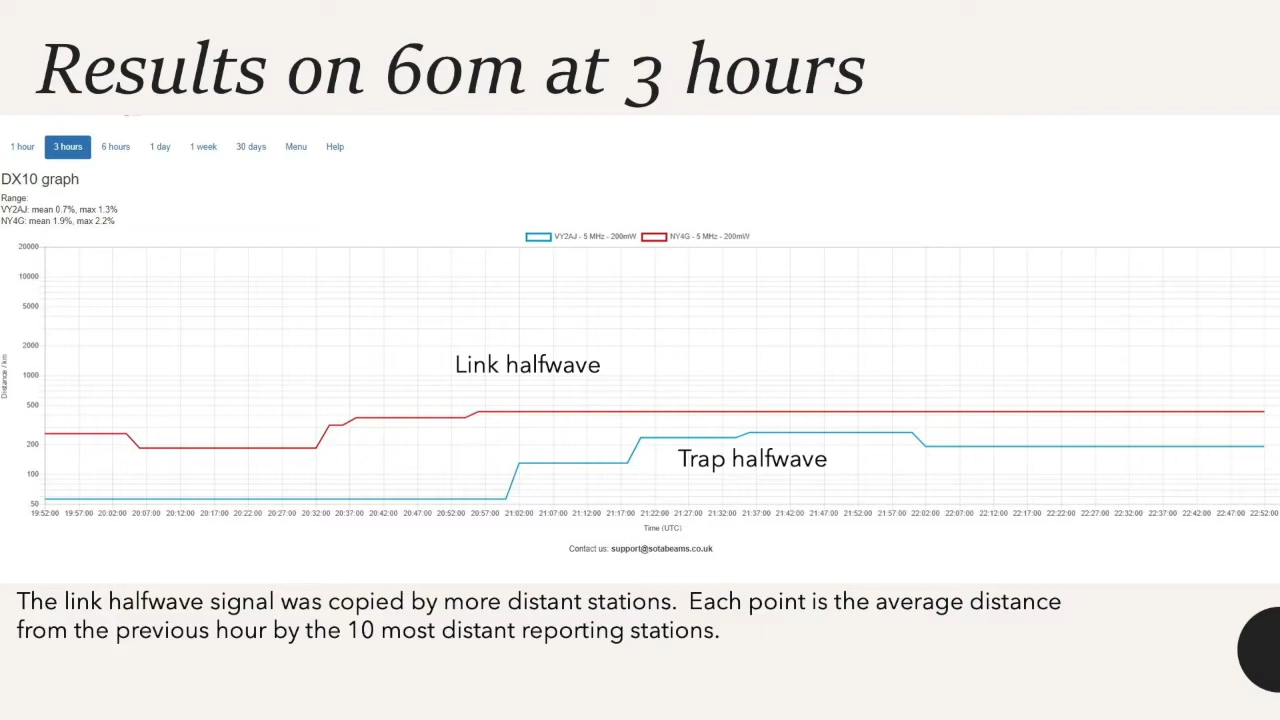 Results on 60m at 3 hours
1 hour 3 hours 6 hours 1 day 1 week 30 days Menu Help
DX10 graph
Range:
VY2AJ: mean 0.7%, max 1.3%
NY4G: mean 1.9%, max 2.2%
VY2AJ - 5 MHz - 200mW NY4G - 5 MHz - 200mW
20000
10000
5000
2000
1000
500
200
100
50
Distance / km
Link halfwave
Trap halfwave
19:52:00 19:57:00 20:02:00 20:07:00 20:12:00 20:17:00 20:22:00 20:27:00 20:32:00 20:37:00 20:42:00 20:47:00 20:52:00 20:57:00 21:02:00 21:07:00 21:12:00 21:17:00 21:22:00 21:27:00 21:32:00 21:37:00 21:42:00 21:47:00 21:52:00 21:57:00 22:02:00 22:07:00 22:12:00 22:17:00 22:22:00 22:27:00 22:32:00 22:37:00 22:42:00 22:47:00 22:52:00
Time (UTC)
Contact us: support@sotabeams.co.uk
The link halfwave signal was copied by more distant stations. Each point is the average distance
from the previous hour by the 10 most distant reporting stations.